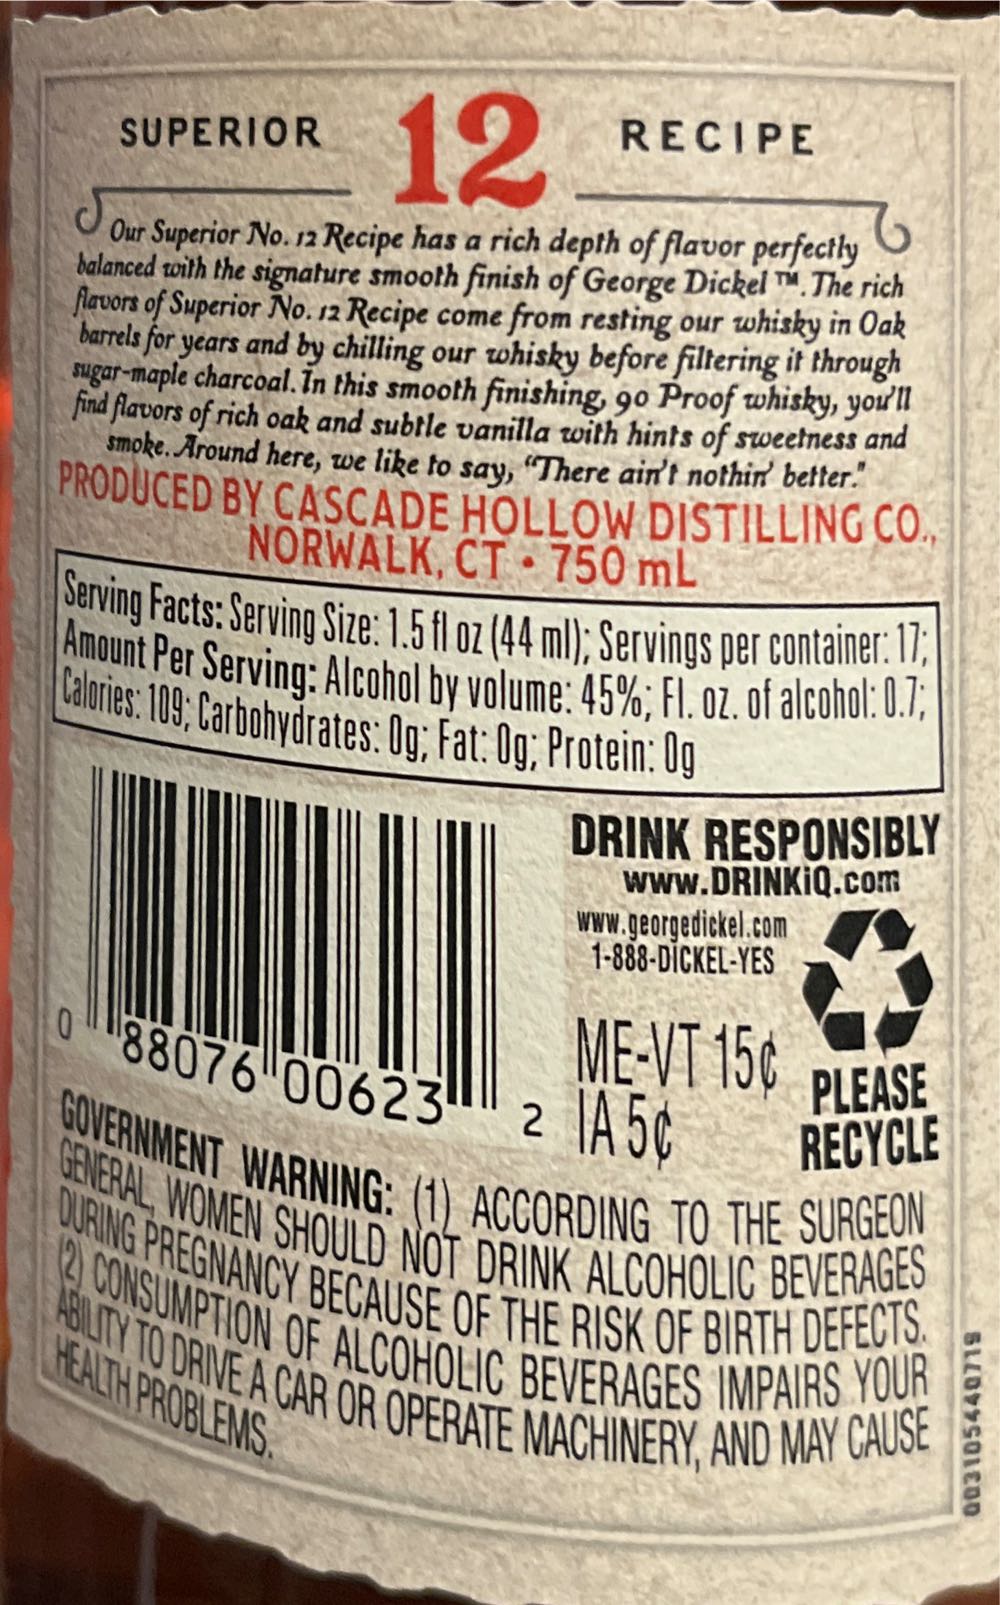 SUPERIOR 12 RECIPE
Our Superior No. 12 Recipe has a rich depth of flavor perfectly
balanced with the signature smooth finish of George Dickel ™. The rich
flavors of Superior No. 12 Recipe come from resting our whisky in Oak
barrels for years and by chilling our whisky before filtering it through
sugar-maple charcoal. In this smooth finishing, 90 Proof whisky, you'll
find flavors of rich oak and subtle vanilla with hints of sweetness and
smoke. Around here, we like to say, "There ain't nothin' better."
PRODUCED BY CASCADE HOLLOW DISTILLING CO.,
NORWALK, CT • 750 mL
Serving Facts: Serving Size: 1.5 fl oz (44 ml); Servings per container: 17;
Amount Per Serving: Alcohol by volume: 45%; Fl. oz. of alcohol: 0.7;
Calories: 109; Carbohydrates: 0g; Fat: 0g; Protein: 0g
0 88076 00623 2
DRINK RESPONSIBLY
www.DRINKiQ.com
www.georgedickel.com
1-888-DICKEL-YES
ME-VT 15¢
IA 5¢
PLEASE
RECYCLE
GOVERNMENT WARNING: (1) ACCORDING TO THE SURGEON
GENERAL, WOMEN SHOULD NOT DRINK ALCOHOLIC BEVERAGES
DURING PREGNANCY BECAUSE OF THE RISK OF BIRTH DEFECTS.
(2) CONSUMPTION OF ALCOHOLIC BEVERAGES IMPAIRS YOUR
ABILITY TO DRIVE A CAR OR OPERATE MACHINERY, AND MAY CAUSE
HEALTH PROBLEMS.
0031054440719